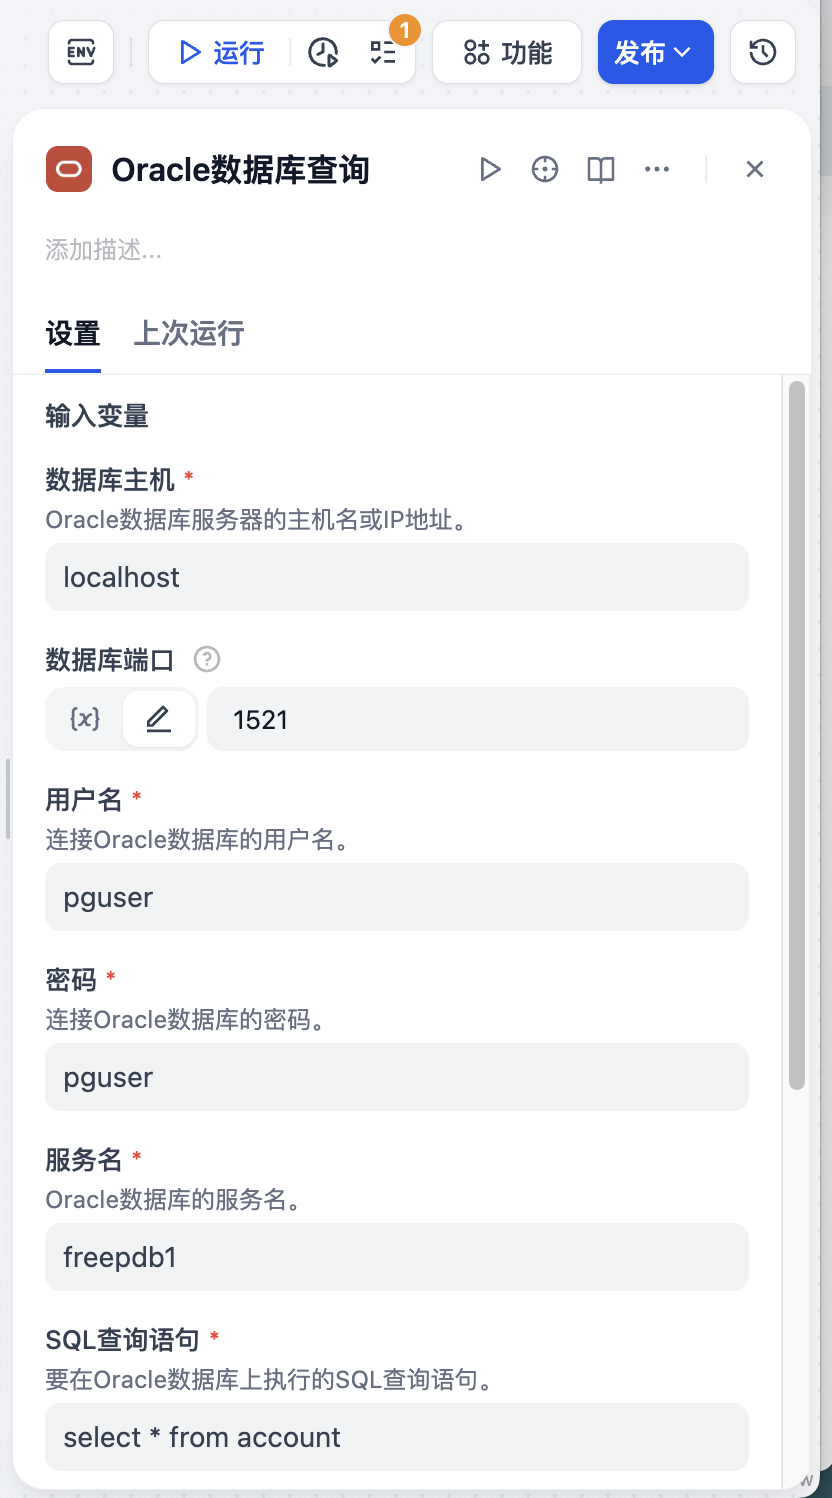 ENV
运行
1
功能
发布
Oracle数据库查询
添加描述...
设置
上次运行
输入变量
数据库主机 *
Oracle数据库服务器的主机名或IP地址。
localhost
数据库端口 ?
{x}
1521
用户名 *
连接Oracle数据库的用户名。
pguser
密码 *
连接Oracle数据库的密码。
pguser
服务名 *
Oracle数据库的服务名。
freepdb1
SQL查询语句 *
要在Oracle数据库上执行的SQL查询语句。
select * from account
w